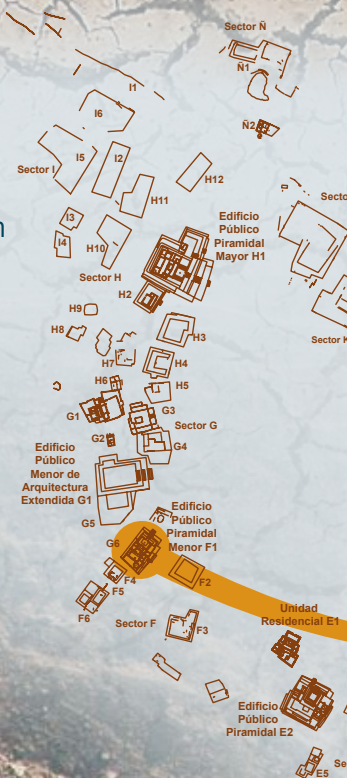 Sector Ñ
Ñ1
I1
I6
Ñ2
I5
I2
Sector I
H12
H11
I3
I4
H10
Sector H
Edificio
Público
Piramidal
Mayor H1
H2
H9
H8
H3
H7
H4
H6
H5
G1
G3
Sector G
G2
G4
Edificio
Público
Menor de
Arquitectura
Extendida G1
G5
Edificio
Público
Piramidal
Menor F1
G6
F4
F2
F5
F6
Sector F
F3
Unidad
Residencial E1
Edificio
Público
Piramidal E2
E5